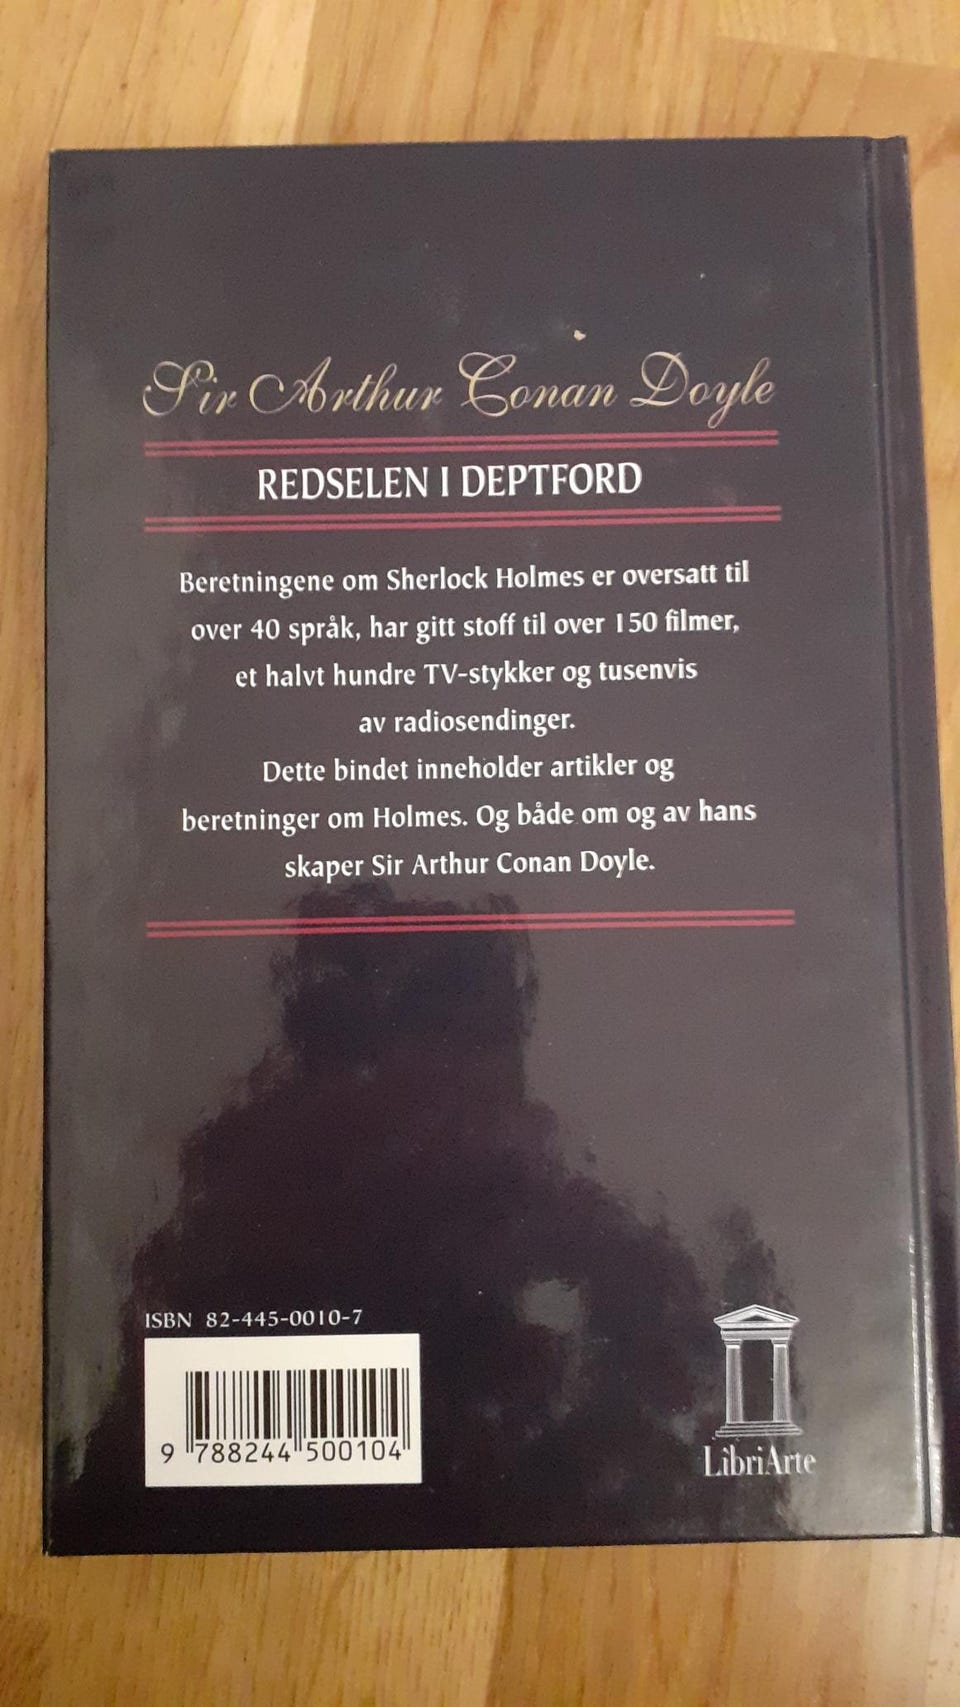 Sir Arthur Conan Doyle
REDSELEN I DEPTFORD
Beretningene om Sherlock Holmes er oversatt til
over 40 språk, har gitt stoff til over 150 filmer,
et halvt hundre TV-stykker og tusenvis
av radiosendinger.
Dette bindet inneholder artikler og
beretninger om Holmes. Og både om og av hans
skaper Sir Arthur Conan Doyle.
ISBN 82-445-0010-7
9 788244 500104
LibriArte